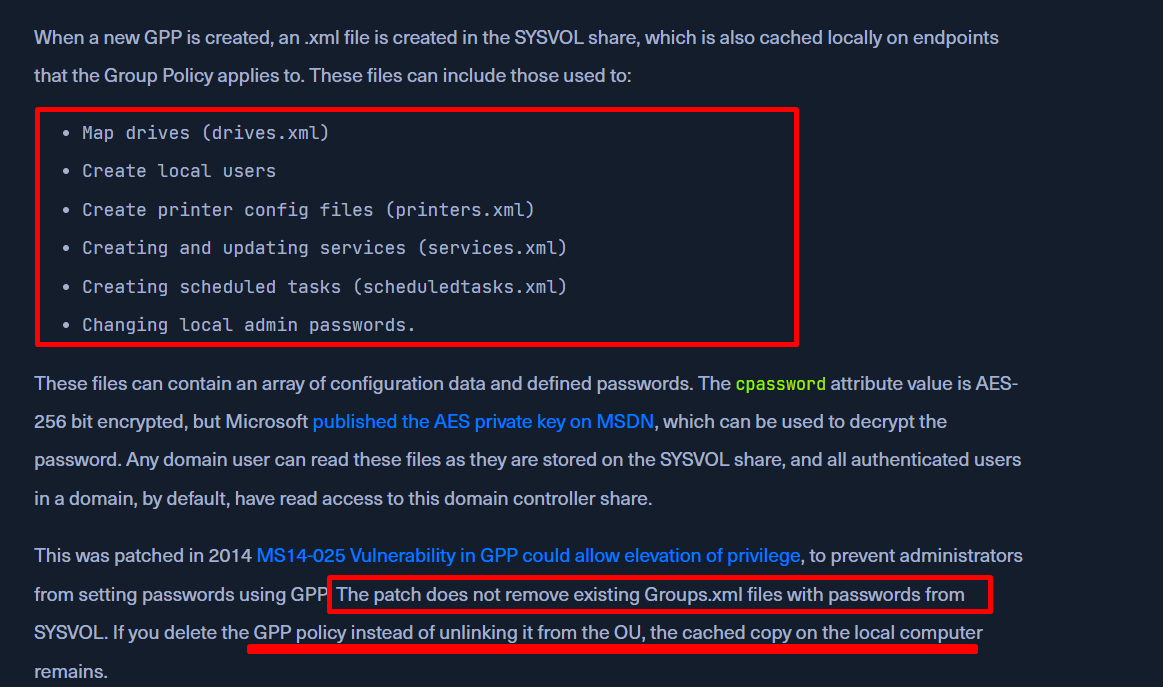 When a new GPP is created, an .xml file is created in the SYSVOL share, which is also cached locally on endpoints
that the Group Policy applies to. These files can include those used to:
• Map drives (drives.xml)
• Create local users
• Create printer config files (printers.xml)
• Creating and updating services (services.xml)
• Creating scheduled tasks (scheduledtasks.xml)
• Changing local admin passwords.
These files can contain an array of configuration data and defined passwords. The cpassword attribute value is AES-
256 bit encrypted, but Microsoft published the AES private key on MSDN, which can be used to decrypt the
password. Any domain user can read these files as they are stored on the SYSVOL share, and all authenticated users
in a domain, by default, have read access to this domain controller share.
This was patched in 2014 MS14-025 Vulnerability in GPP could allow elevation of privilege, to prevent administrators
from setting passwords using GPP. The patch does not remove existing Groups.xml files with passwords from
SYSVOL. If you delete the GPP policy instead of unlinking it from the OU, the cached copy on the local computer
remains.